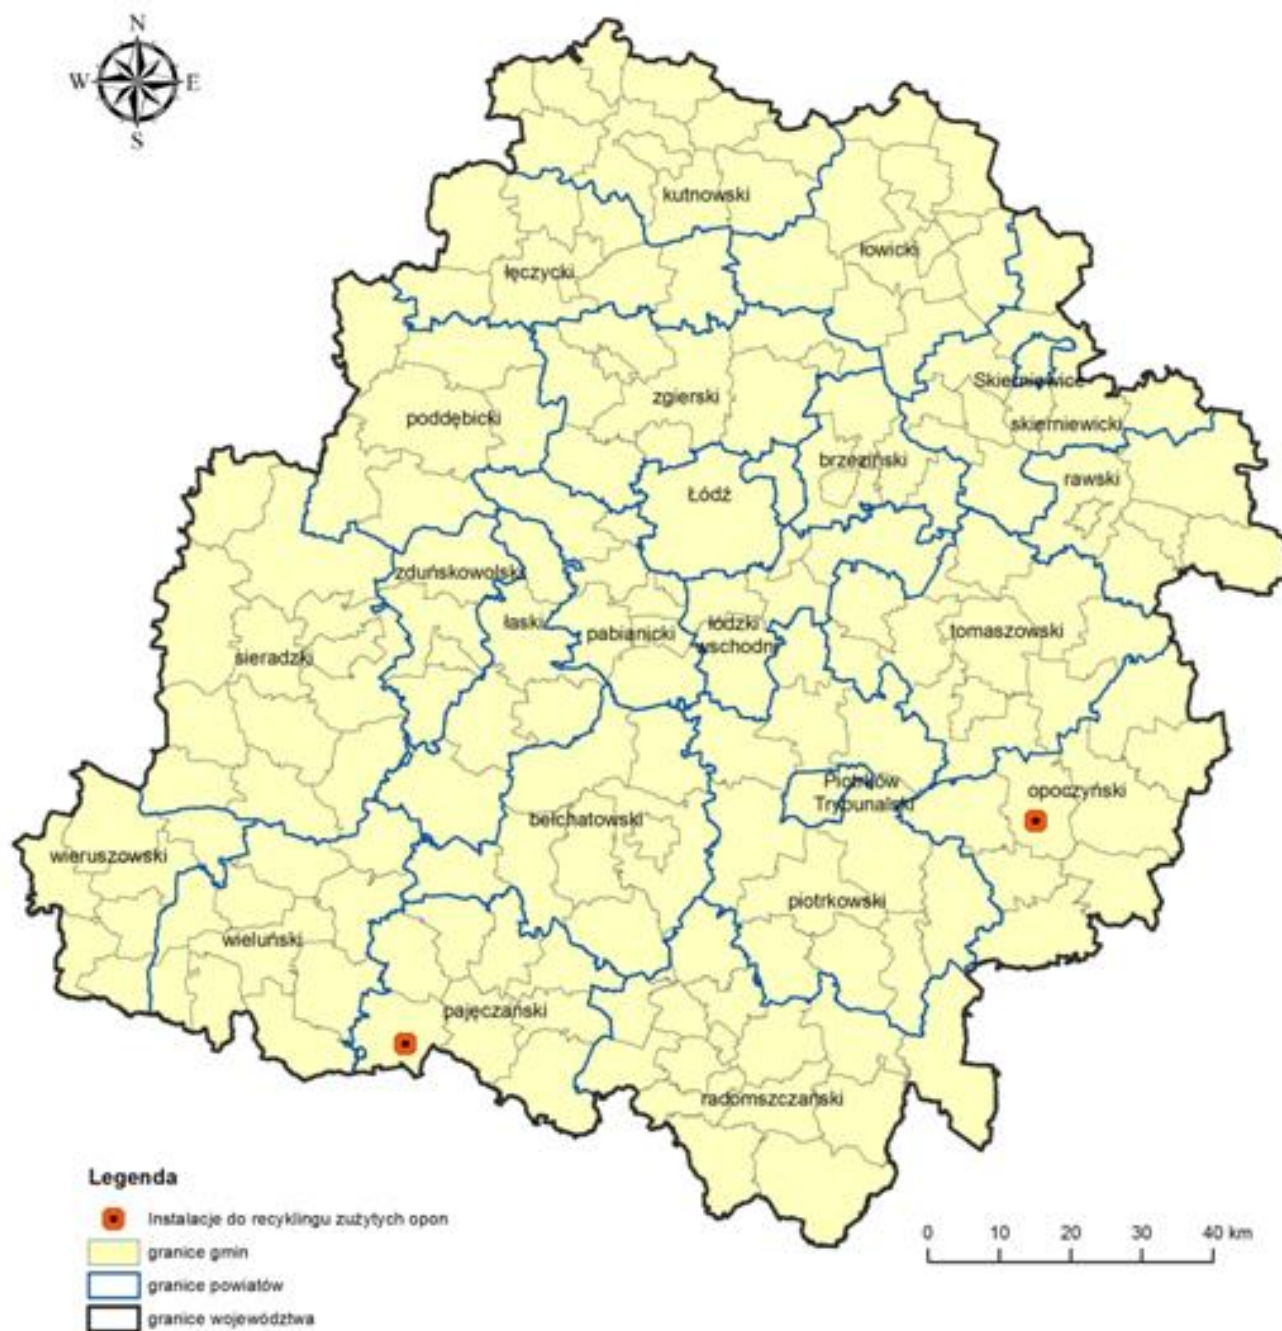 N
W E
S
kutnowski
łowicki
łęczycki
Skierniewice
zgierski
poddębicki
skierniewicki
brzeziński
rawski
Łódź
zduńskowolski
łaski
pabianicki
łódzki
wschodni
tomaszowski
sieradzki
Piotrków
Trybunalski
opoczyński
bełchatowski
wieruszowski
piotrkowski
wieluński
pajęczański
radomszczański
Legenda
Instalacje do recyklingu zużytych opon
granice gmin
granice powiatów
granice województwa
0 10 20 30 40 km